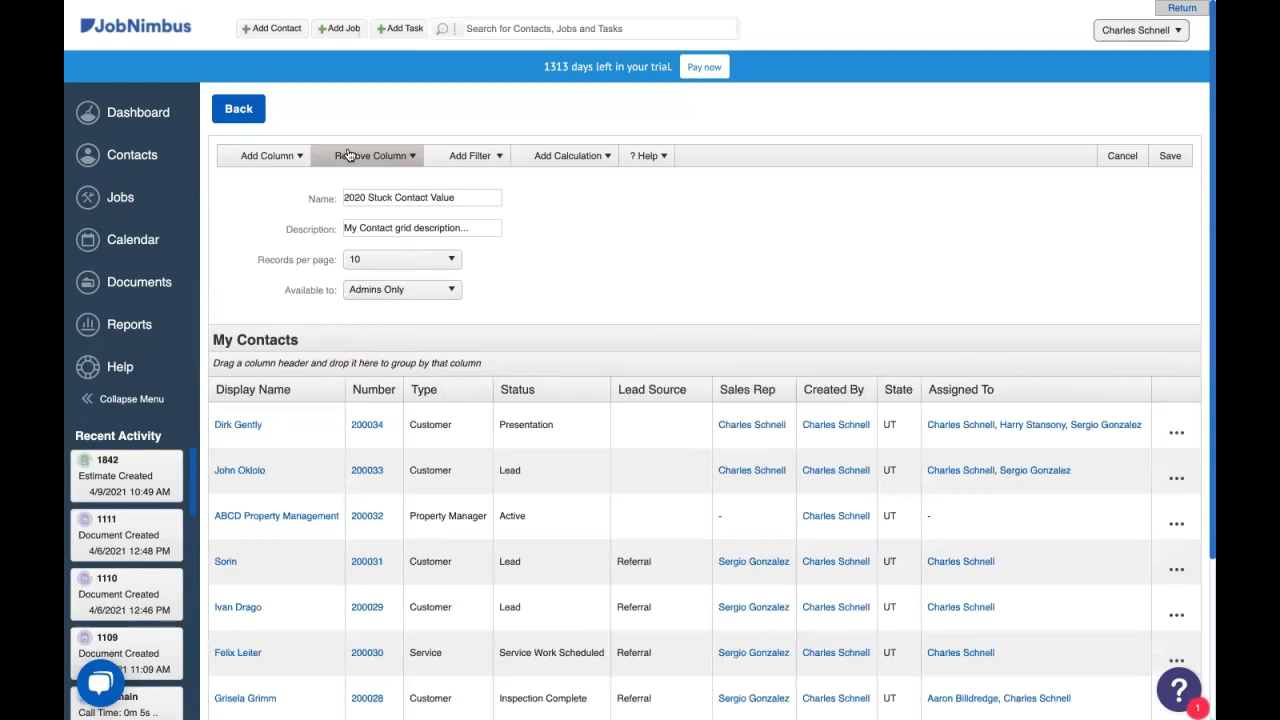 Return
JobNimbus
+ Add Contact
+ Add Job
+ Add Task
Search for Contacts, Jobs and Tasks
Charles Schnell
1313 days left in your trial.
Pay now
Dashboard
Contacts
Jobs
Calendar
Documents
Reports
Help
Collapse Menu
Recent Activity
1842
Estimate Created
4/9/2021 10:49 AM
1111
Document Created
4/6/2021 12:48 PM
1110
Document Created
4/6/2021 12:46 PM
1109
Document Created
11:09 AM
Call Time: 0m 5s ..
Back
Add Column
Remove Column
Add Filter
Add Calculation
? Help
Cancel
Save
Name: 2020 Stuck Contact Value
Description: My Contact grid description...
Records per page: 10
Available to: Admins Only
My Contacts
Drag a column header and drop it here to group by that column
Display Name Number Type Status Lead Source Sales Rep Created By State Assigned To
Dirk Gently 200034 Customer Presentation Charles Schnell Charles Schnell UT Charles Schnell, Harry Stansony, Sergio Gonzalez ...
John Oklolo 200033 Customer Lead Charles Schnell Charles Schnell UT Charles Schnell, Sergio Gonzalez ...
ABCD Property Management 200032 Property Manager Active - Charles Schnell UT - ...
Sorin 200031 Customer Lead Referral Sergio Gonzalez Charles Schnell UT Charles Schnell ...
Ivan Drago 200029 Customer Lead Referral Sergio Gonzalez Charles Schnell UT Charles Schnell ...
Felix Leiter 200030 Service Service Work Scheduled Referral Sergio Gonzalez Charles Schnell UT Charles Schnell ...
Grisela Grimm 200028 Customer Inspection Complete Referral Sergio Gonzalez Charles Schnell UT Aaron Billdredge, Charles Schnell
?
1